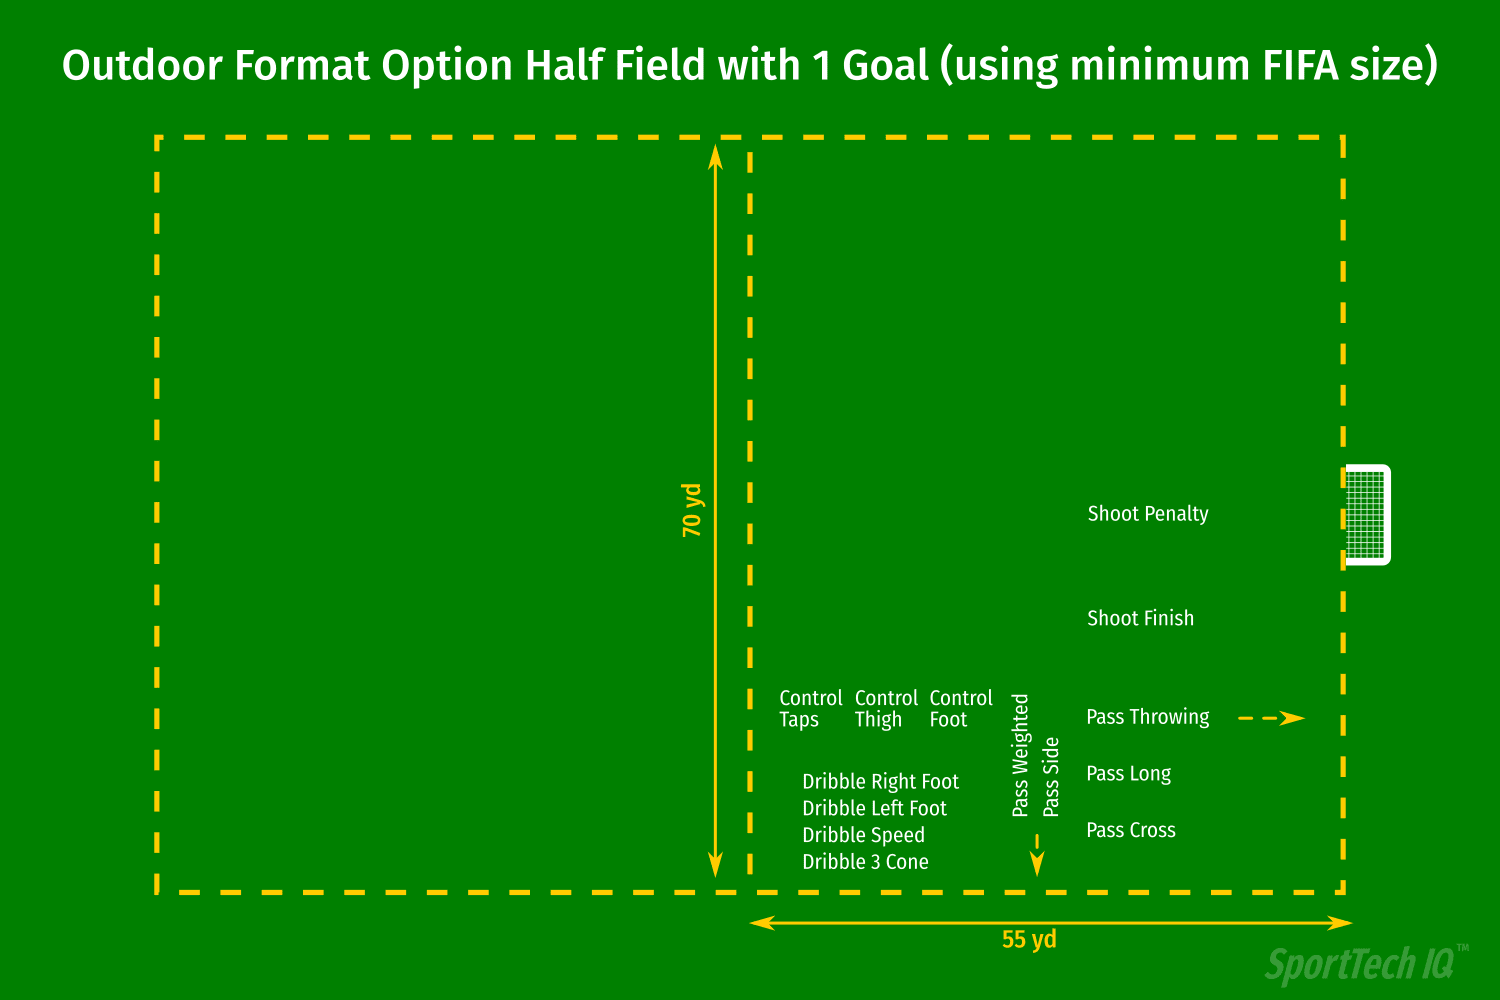 Outdoor Format Option Half Field with 1 Goal (using minimum FIFA size)
70 yd
Shoot Penalty
Shoot Finish
Control Taps
Control Thigh
Control Foot
Pass Weighted
Pass Side
Pass Throwing
Pass Long
Pass Cross
Dribble Right Foot
Dribble Left Foot
Dribble Speed
Dribble 3 Cone
55 yd
SportTech IQ™